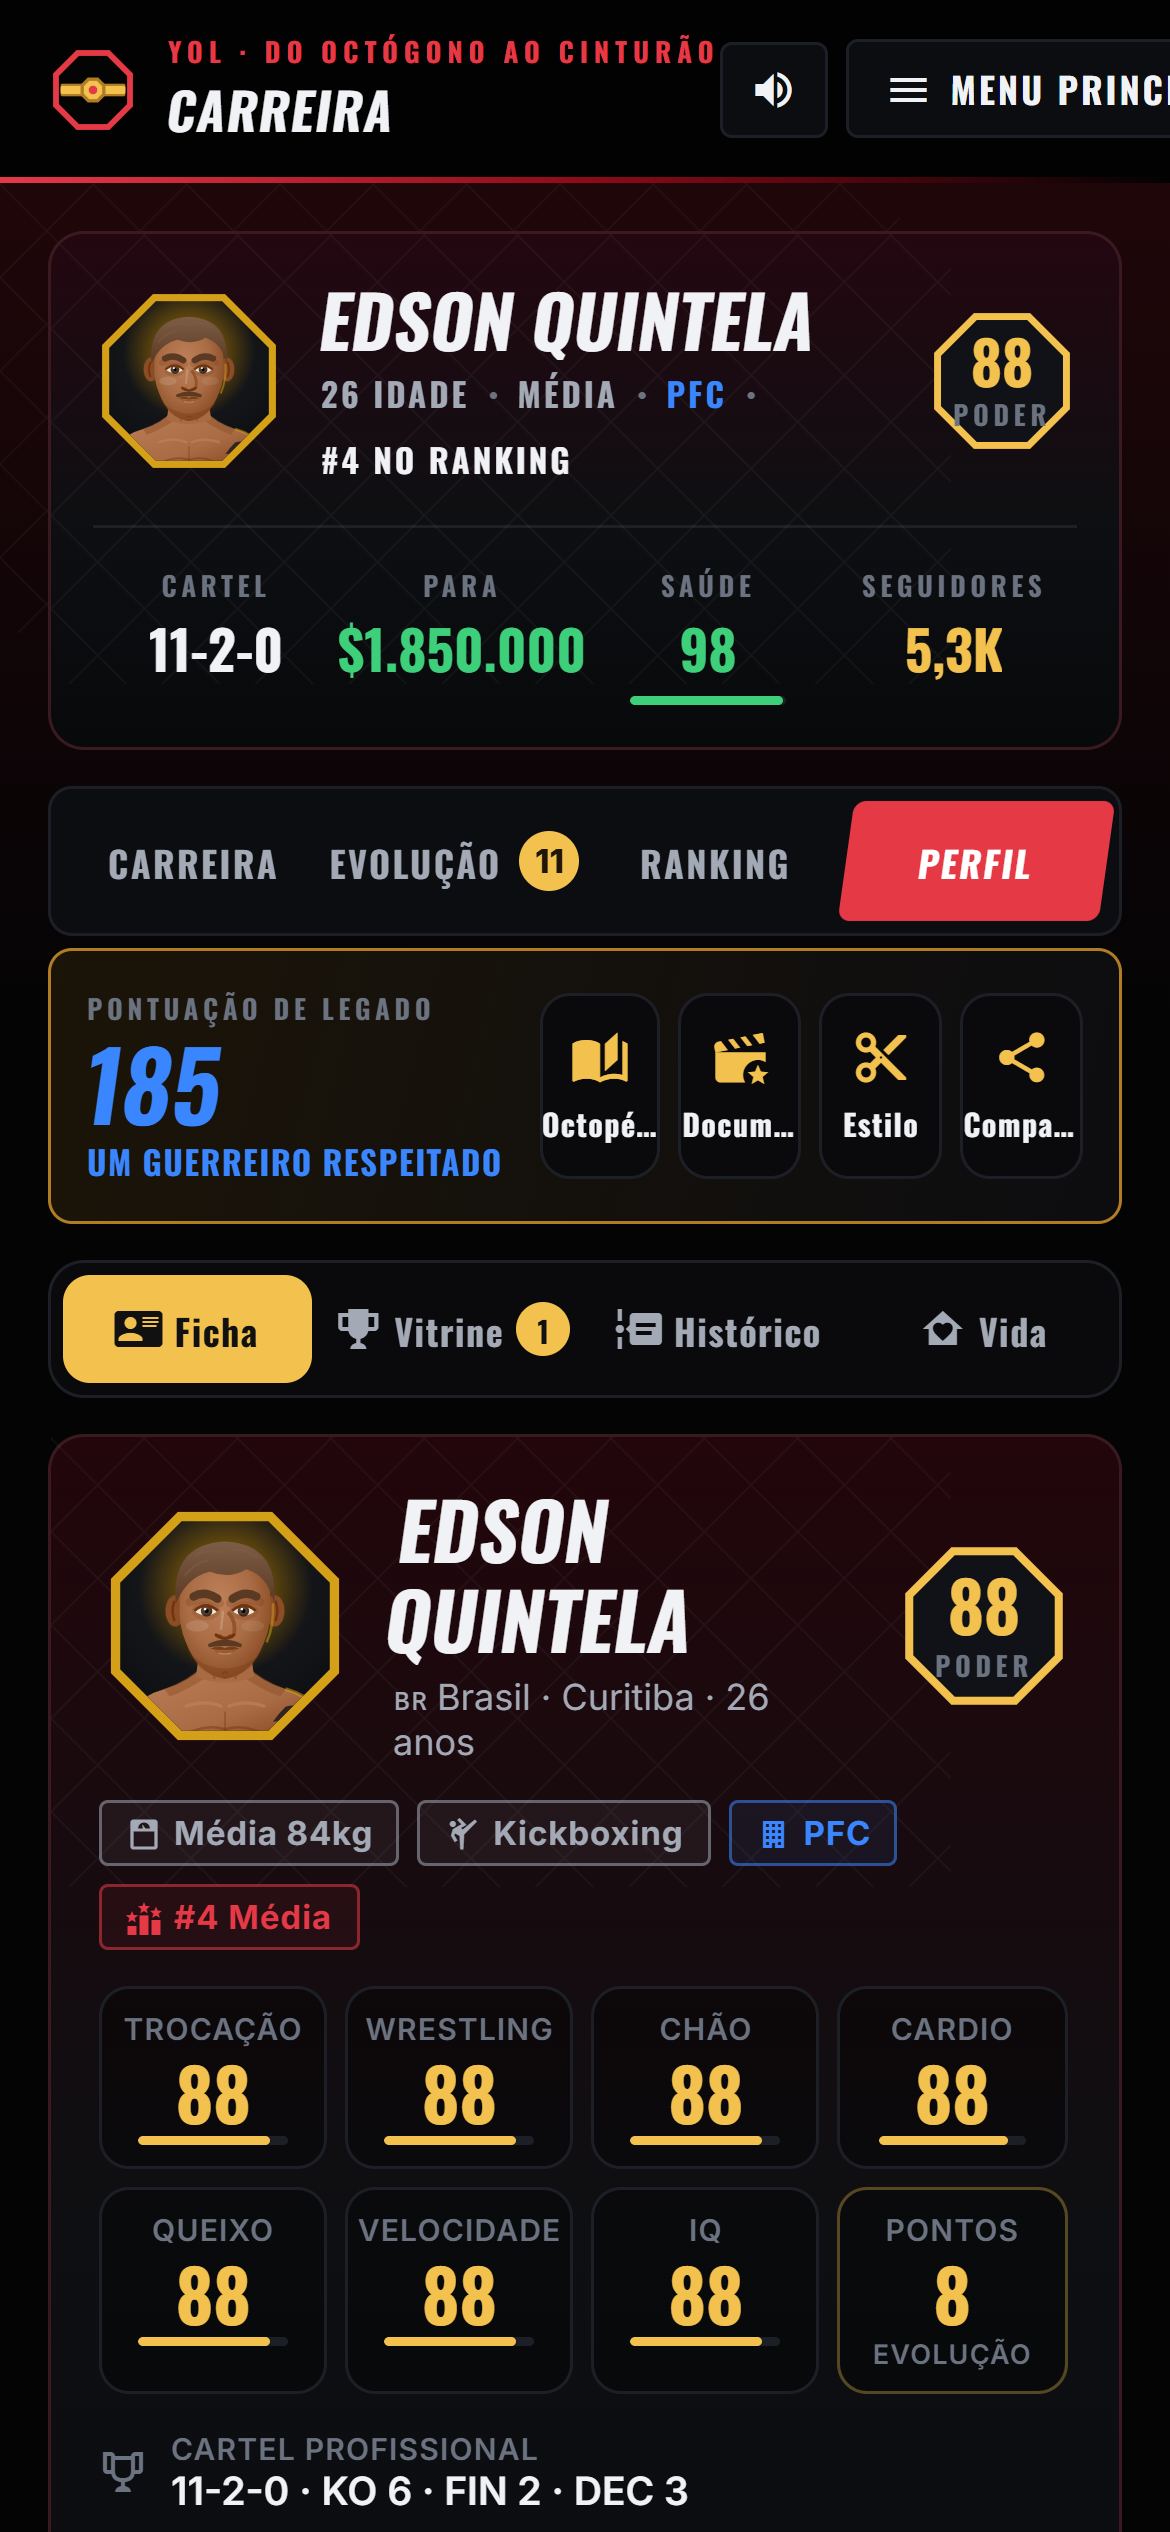 YOL · DO OCTÓGONO AO CINTURÃO
CARREIRA
MENU PRINC
EDSON QUINTELA
26 IDADE · MÉDIA · PFC ·
#4 NO RANKING
88
PODER
CARTEL
PARA
SAÚDE
SEGUIDORES
11-2-0
$1.850.000
98
5,3K
CARREIRA
EVOLUÇÃO 11
RANKING
PERFIL
PONTUAÇÃO DE LEGADO
185
UM GUERREIRO RESPEITADO
Octopé...
Docum...
Estilo
Compa...
Ficha
Vitrine 1
Histórico
Vida
EDSON
QUINTELA
BR Brasil · Curitiba · 26
anos
88
PODER
Média 84kg
Kickboxing
PFC
#4 Média
TROCAÇÃO
WRESTLING
CHÃO
CARDIO
88
88
88
88
QUEIXO
VELOCIDADE
IQ
PONTOS
88
88
88
8
EVOLUÇÃO
CARTEL PROFISSIONAL
11-2-0 · KO 6 · FIN 2 · DEC 3